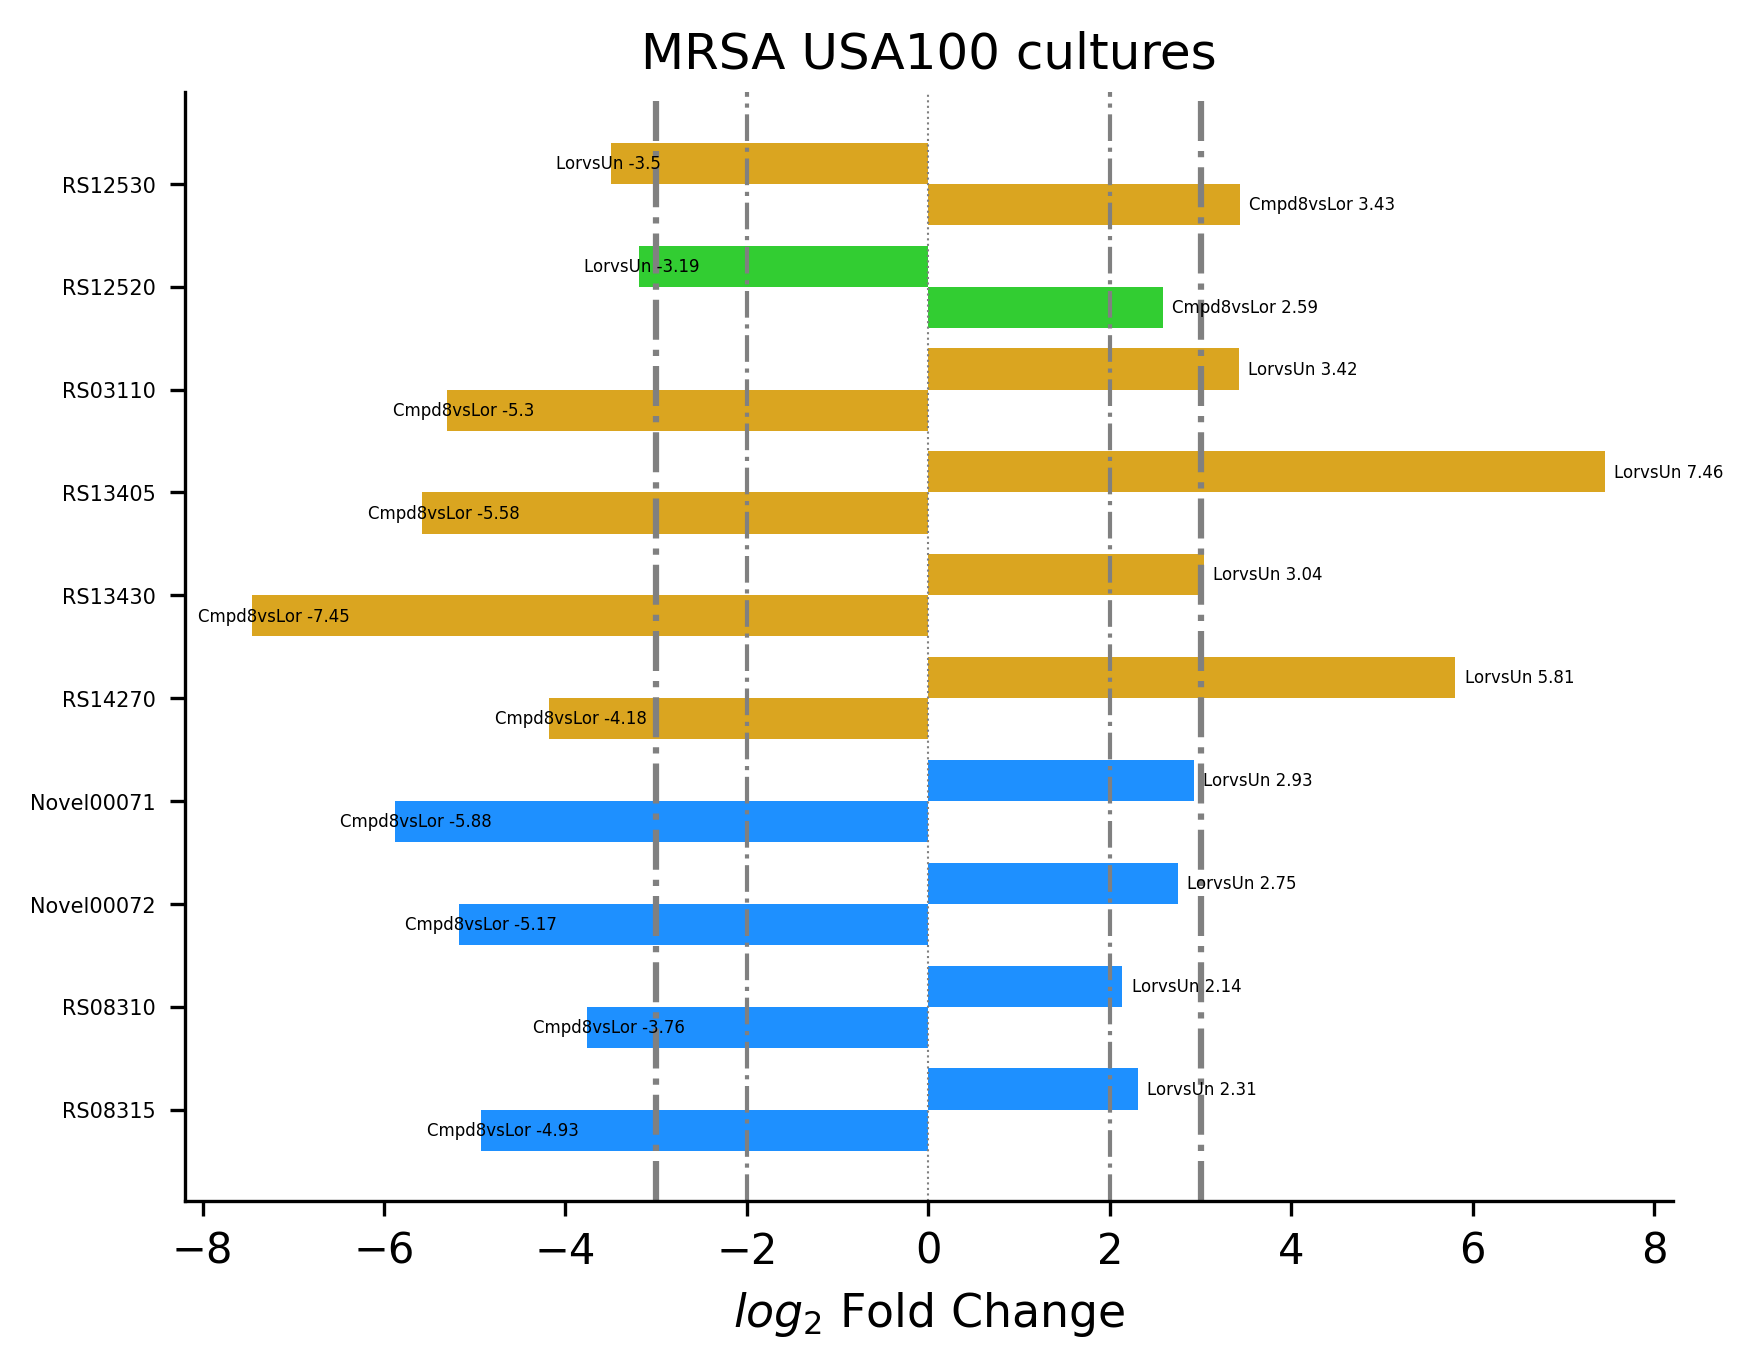 MRSA USA100 cultures
LorvsUn -3.5
RS12530
Cmpd8vsLor 3.43
LorvsUn -3.19
RS12520
Cmpd8vsLor 2.59
LorvsUn 3.42
RS03110
Cmpd8vsLor -5.3
LorvsUn 7.46
RS13405
Cmpd8vsLor -5.58
LorvsUn 3.04
RS13430
Cmpd8vsLor -7.45
LorvsUn 5.81
RS14270
Cmpd8vsLor -4.18
LorvsUn 2.93
Novel00071
Cmpd8vsLor -5.88
LorvsUn 2.75
Novel00072
Cmpd8vsLor -5.17
LorvsUn 2.14
RS08310
Cmpd8vsLor -3.76
LorvsUn 2.31
RS08315
Cmpd8vsLor -4.93
−8 −6 −4 −2 0 2 4 6 8
log₂ Fold Change